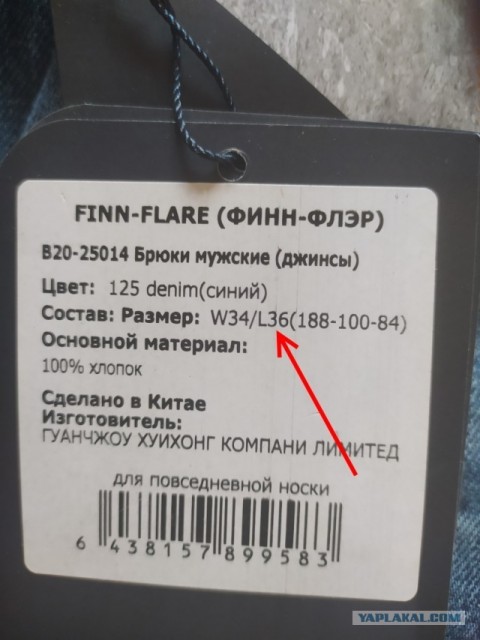 FINN-FLARE (ФИНН-ФЛЭР)
B20-25014 Брюки мужские (джинсы)
Цвет: 125 denim(синий)
Состав: Размер: W34/L36(188-100-84)
Основной материал:
100% хлопок
Сделано в Китае
Изготовитель:
ГУАНЧЖОУ ХУИХОНГ КОМПАНИ ЛИМИТЕД
для повседневной носки
6 438157 899583
YAPLAKAL.COM